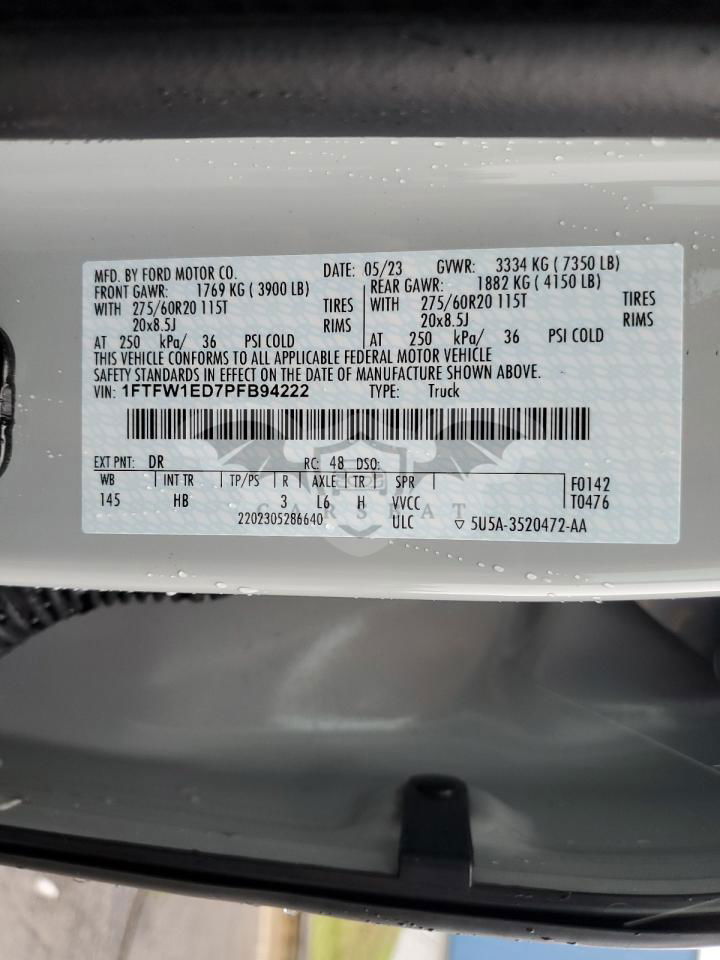 MFD. BY FORD MOTOR CO. DATE: 05/23 GVWR: 3334 KG ( 7350 LB)
FRONT GAWR: 1769 KG ( 3900 LB) REAR GAWR: 1882 KG ( 4150 LB)
WITH 275/60R20 115T TIRES WITH 275/60R20 115T TIRES
20x8.5J RIMS 20x8.5J RIMS
AT 250 kPa/ 36 PSI COLD AT 250 kPa/ 36 PSI COLD
THIS VEHICLE CONFORMS TO ALL APPLICABLE FEDERAL MOTOR VEHICLE
SAFETY STANDARDS IN EFFECT ON THE DATE OF MANUFACTURE SHOWN ABOVE.
VIN: 1FTFW1ED7PFB94222 TYPE: Truck
EXT PNT: DR RC: 48 DSO:
WB INT TR TP/PS R AXLE TR SPR F0142
145 HB 3 L6 H VVCC T0476
2202305286640 ULC ▽ 5U5A-3520472-AA
CARSEAT